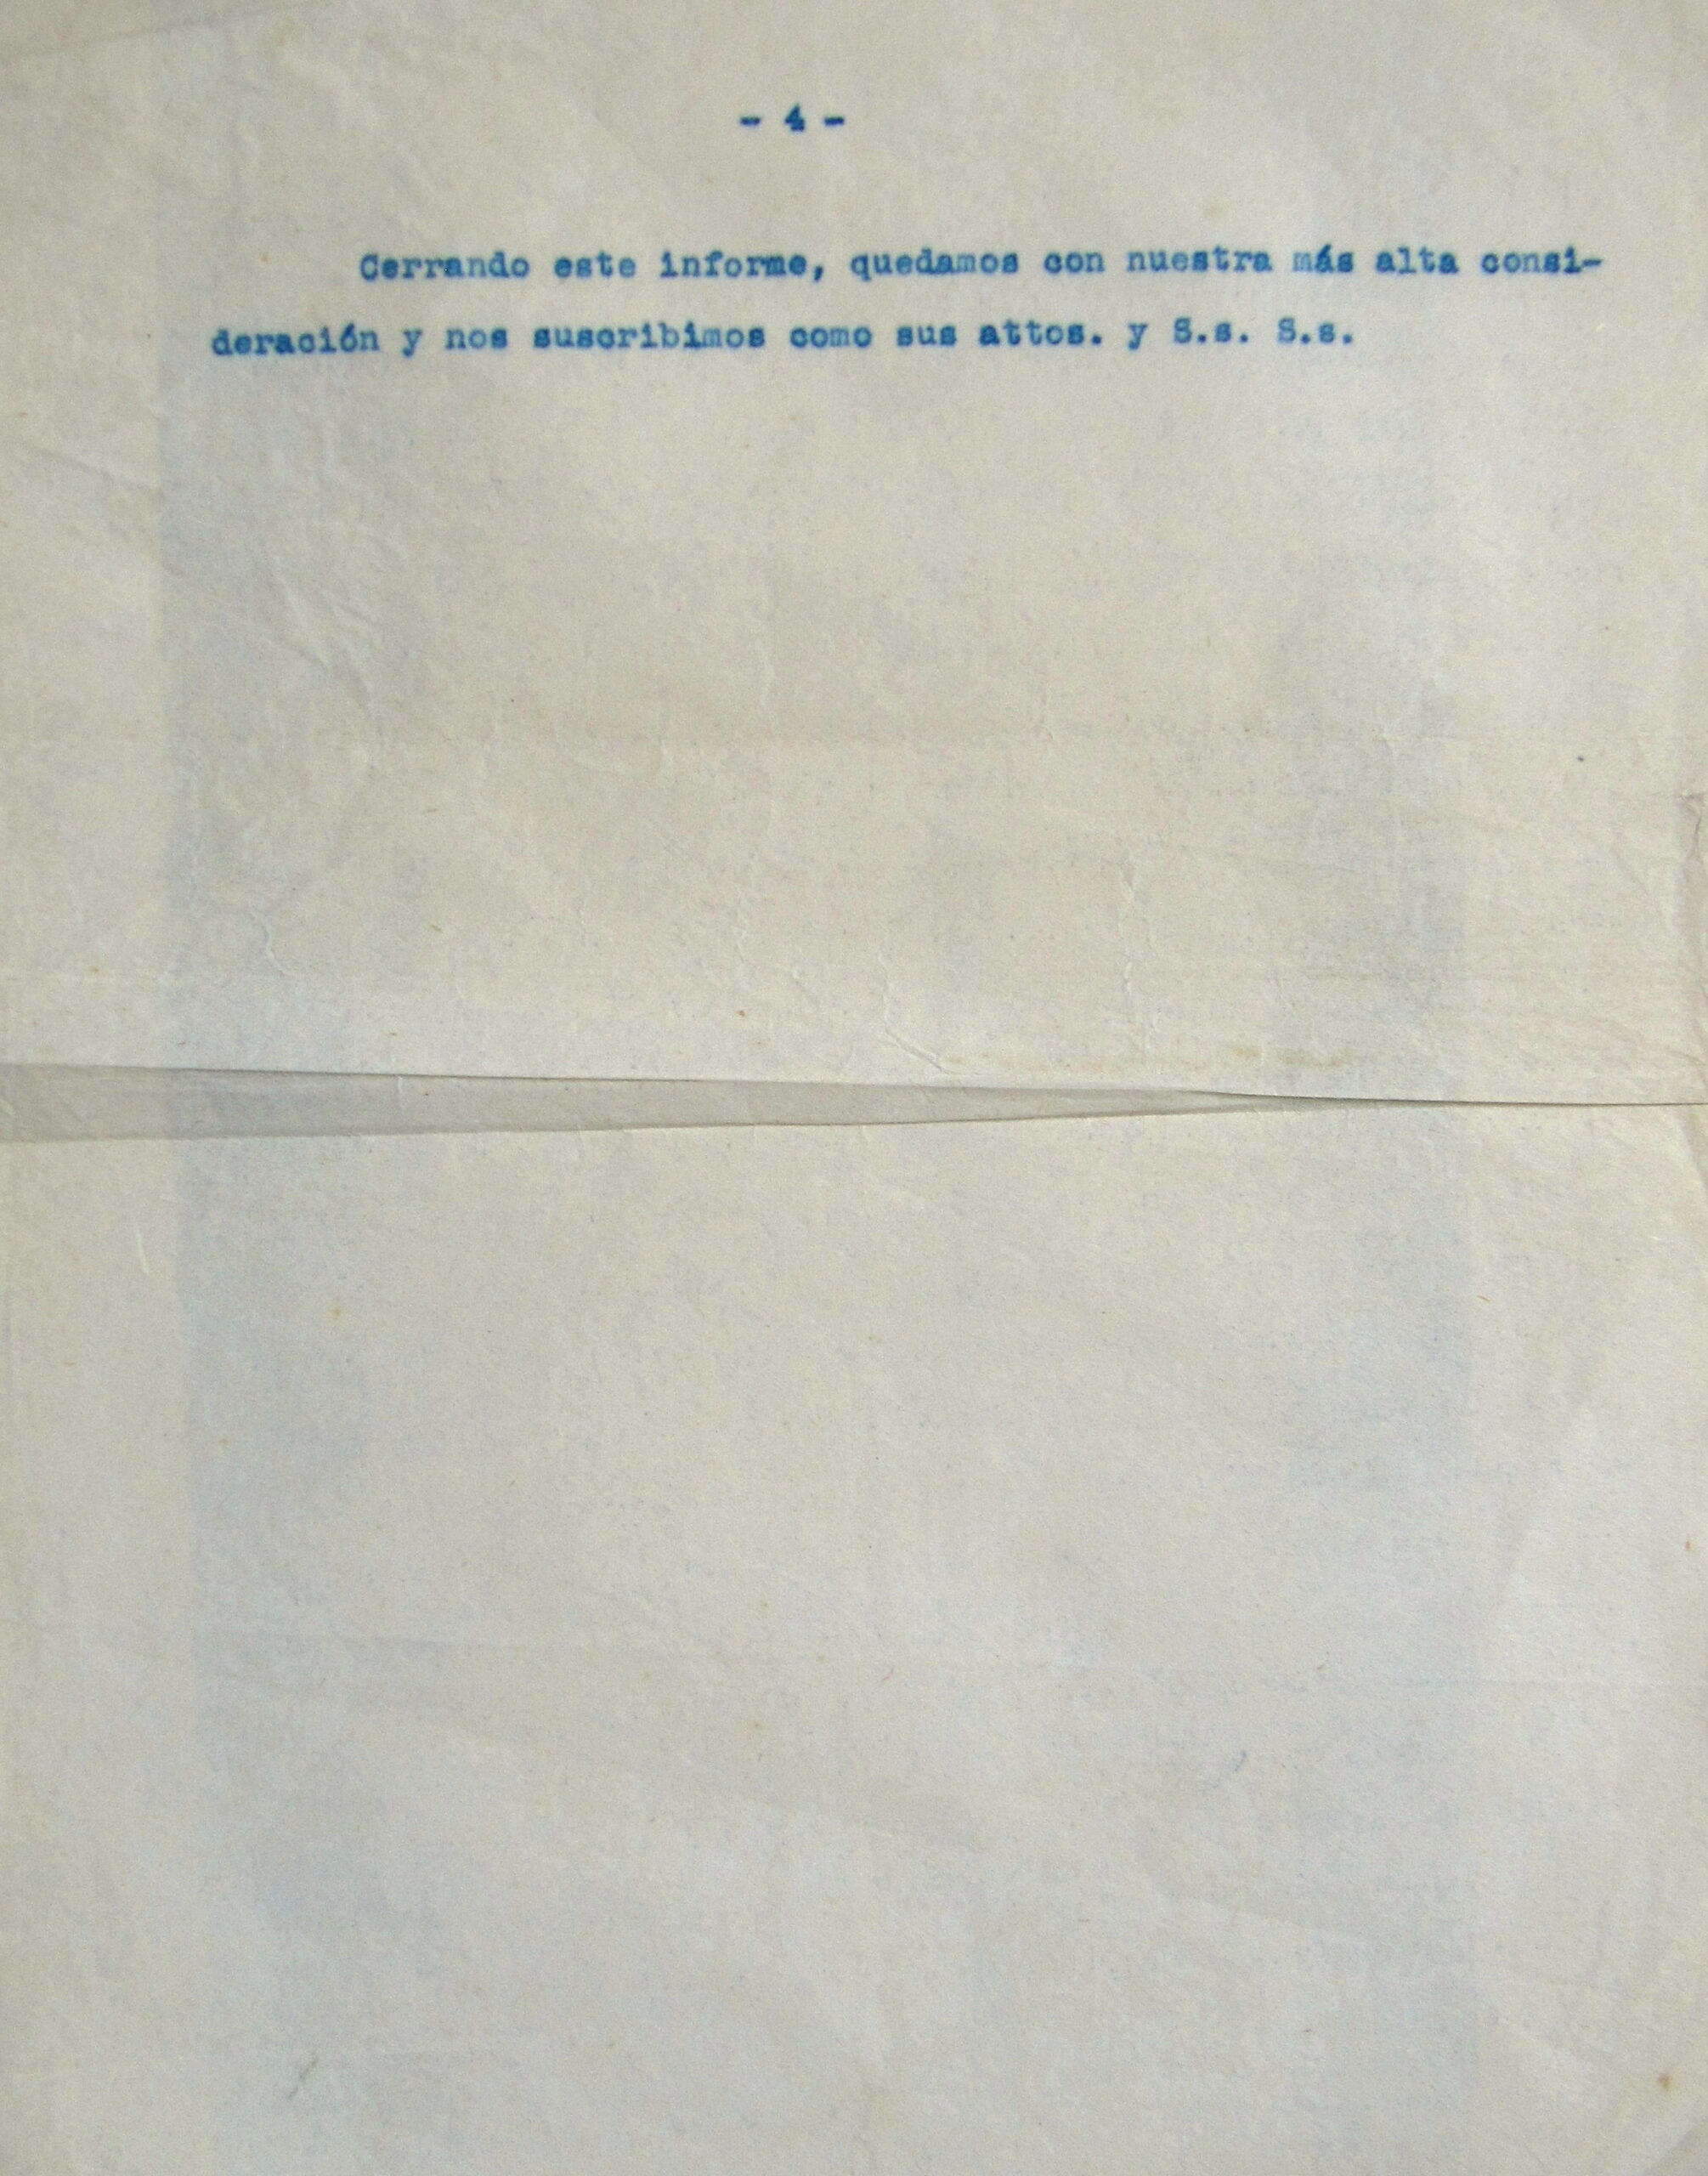 - 4 -
Cerrando este informe, quedamos con nuestra más alta consi-
deración y nos suscribimos como sus attos. y S.s. S.s.